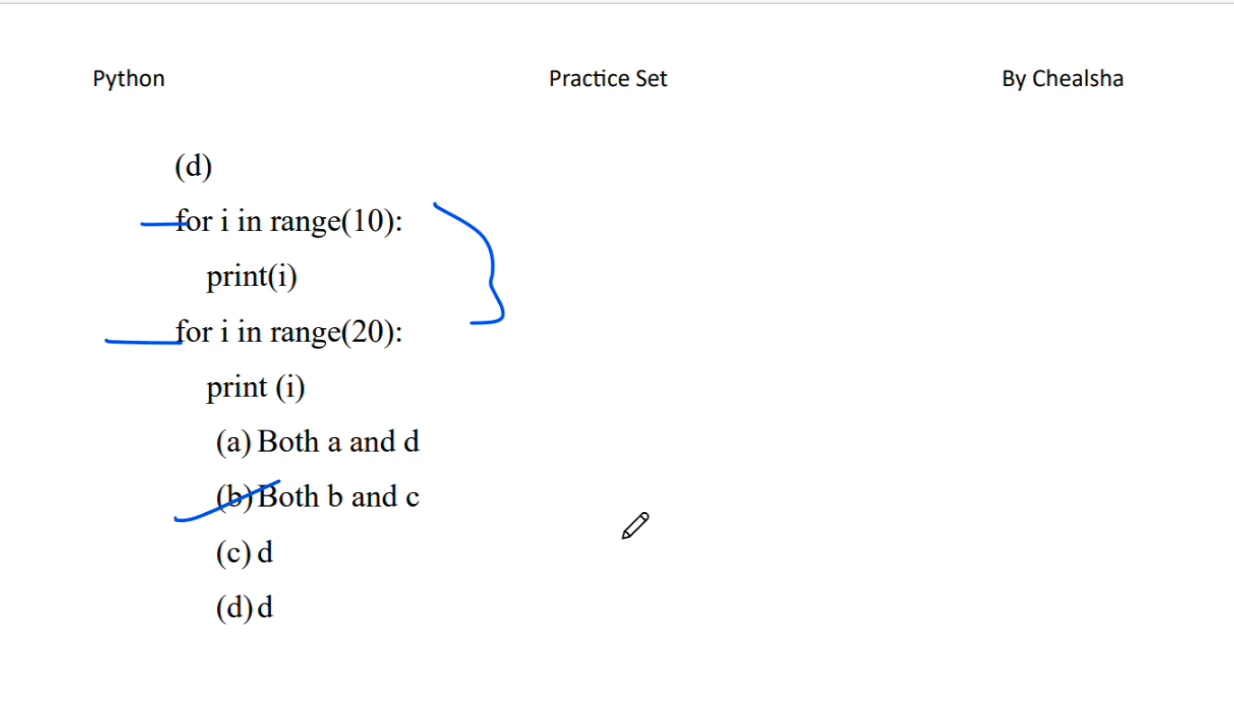 Python Practice Set By Chealsha
(d)
for i in range(10):
print(i)
for i in range(20):
print (i)
(a) Both a and d
(b) Both b and c
(c) d
(d) d